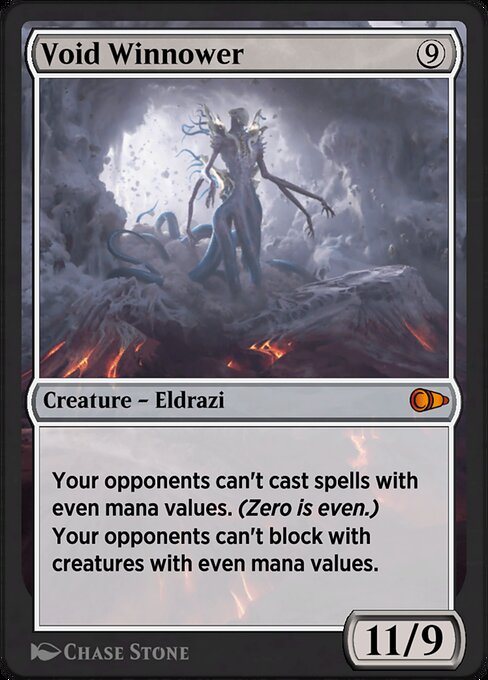 Void Winnower 9
Creature – Eldrazi
Your opponents can't cast spells with
even mana values. (Zero is even.)
Your opponents can't block with
creatures with even mana values.
11/9
Chase Stone